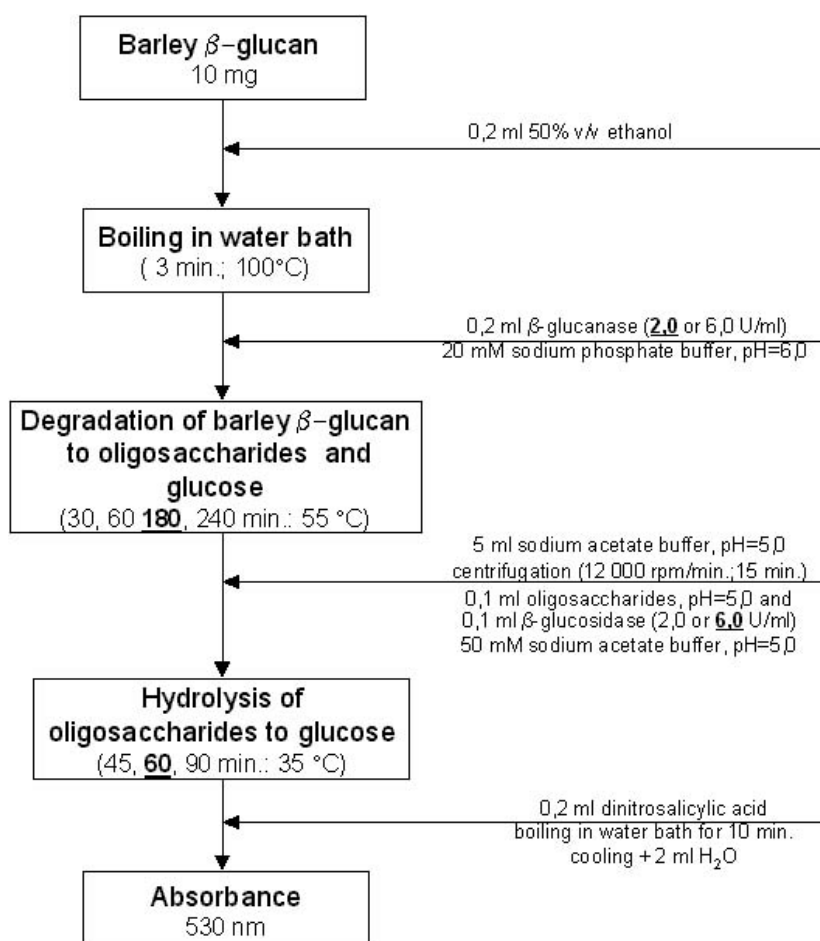 Barley β-glucan
10 mg
0,2 ml 50% v/v ethanol
Boiling in water bath
( 3 min.; 100°C)
0,2 ml β-glucanase (2,0 or 6,0 U/ml)
20 mM sodium phosphate buffer, pH=6,0
Degradation of barley β-glucan
to oligosaccharides and
glucose
(30, 60 180, 240 min.: 55 °C)
5 ml sodium acetate buffer, pH=5,0
centrifugation (12 000 rpm/min.;15 min.)
0,1 ml oligosaccharides, pH=5,0 and
0,1 ml β-glucosidase (2,0 or 6,0 U/ml)
50 mM sodium acetate buffer, pH=5,0
Hydrolysis of
oligosaccharides to glucose
(45, 60, 90 min.: 35 °C)
0,2 ml dinitrosalicylic acid
boiling in water bath for 10 min.
cooling + 2 ml H₂O
Absorbance
530 nm